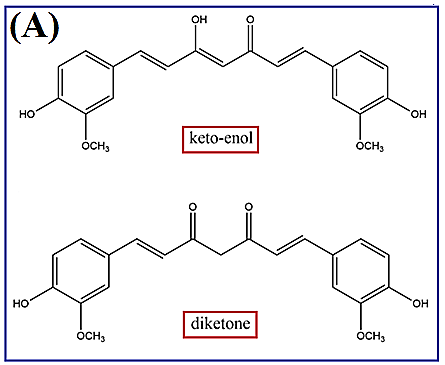 (A)
OH O
HO OCH₃ OCH₃ OH
keto-enol
O O
HO OCH₃ OCH₃ OH
diketone